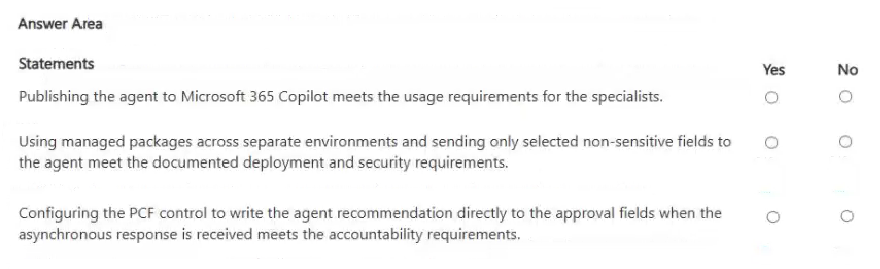 Answer Area
Statements
Yes
No
Publishing the agent to Microsoft 365 Copilot meets the usage requirements for the specialists.
Using managed packages across separate environments and sending only selected non-sensitive fields to
the agent meet the documented deployment and security requirements.
Configuring the PCF control to write the agent recommendation directly to the approval fields when the
asynchronous response is received meets the accountability requirements.